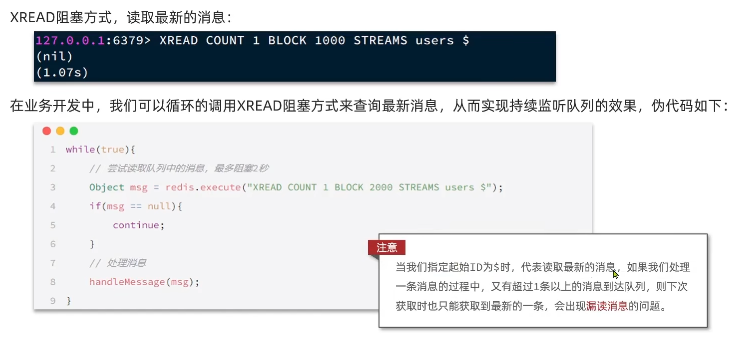 XREAD阻塞方式，读取最新的消息：
127.0.0.1:6379> XREAD COUNT 1 BLOCK 1000 STREAMS users $
(nil)
(1.07s)
在业务开发中，我们可以循环的调用XREAD阻塞方式来查询最新消息，从而实现持续监听队列的效果，伪代码如下：
1 while(true){
2 // 尝试读取队列中的消息，最多阻塞2秒
3 Object msg = redis.execute("XREAD COUNT 1 BLOCK 2000 STREAMS users $");
4 if(msg == null){
5 continue;
6 }
7 // 处理消息
8 handleMessage(msg);
9 }
注意
当我们指定起始ID为$时，代表读取最新的消息，如果我们处理
一条消息的过程中，又有超过1条以上的消息到达队列，则下次
获取时也只能获取到最新的一条，会出现漏读消息的问题。